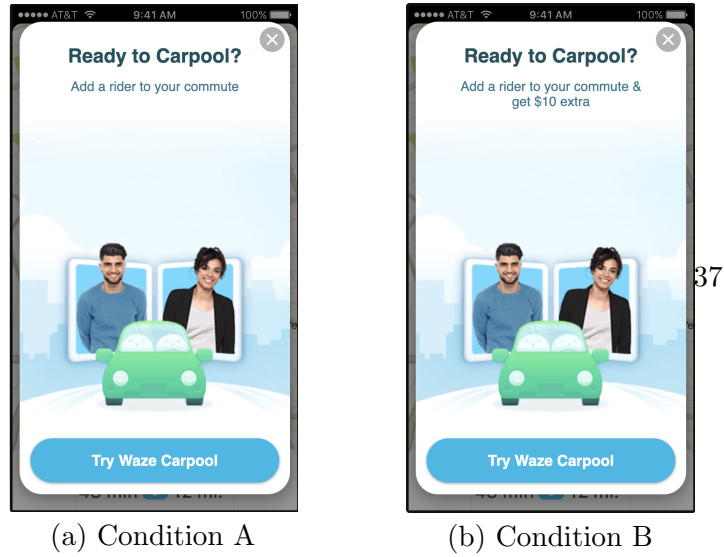 ●●●●● AT&T 9:41 AM 100%
Ready to Carpool?
Add a rider to your commute
Try Waze Carpool
(a) Condition A
●●●●● AT&T 9:41 AM 100%
Ready to Carpool?
Add a rider to your commute &
get $10 extra
Try Waze Carpool
(b) Condition B
37